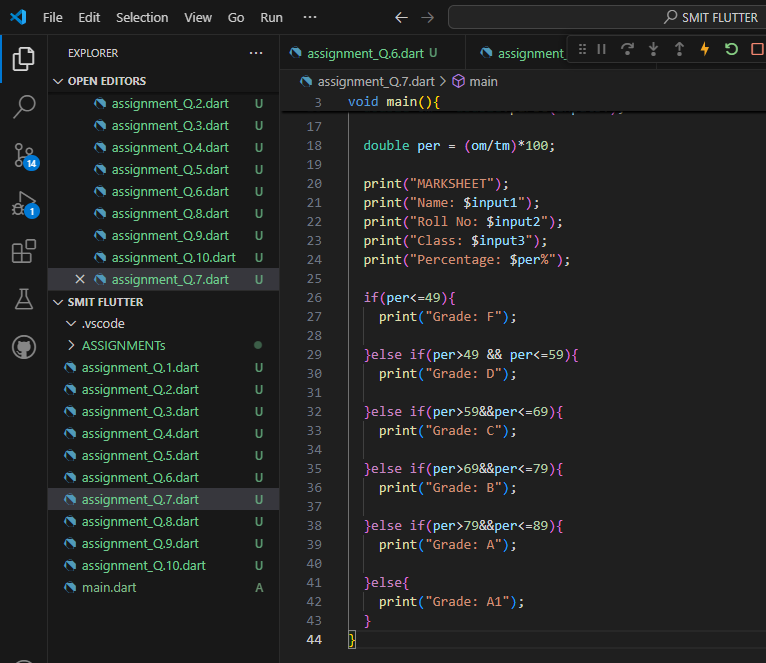 File Edit Selection View Go Run ··· SMIT FLUTTER
EXPLORER ···
OPEN EDITORS
assignment_Q.2.dart U
assignment_Q.3.dart U
assignment_Q.4.dart U
assignment_Q.5.dart U
assignment_Q.6.dart U
assignment_Q.8.dart U
assignment_Q.9.dart U
assignment_Q.10.dart U
assignment_Q.7.dart U
SMIT FLUTTER
.vscode
ASSIGNMENTs
assignment_Q.1.dart U
assignment_Q.2.dart U
assignment_Q.3.dart U
assignment_Q.4.dart U
assignment_Q.5.dart U
assignment_Q.6.dart U
assignment_Q.7.dart U
assignment_Q.8.dart U
assignment_Q.9.dart U
assignment_Q.10.dart U
main.dart A
14
1
assignment_Q.6.dart U assignment_
assignment_Q.7.dart > main
3 void main(){
17
18 double per = (om/tm)*100;
19
20 print("MARKSHEET");
21 print("Name: $input1");
22 print("Roll No: $input2");
23 print("Class: $input3");
24 print("Percentage: $per%");
25
26 if(per<=49){
27 print("Grade: F");
28
29 }else if(per>49 && per<=59){
30 print("Grade: D");
31
32 }else if(per>59&&per<=69){
33 print("Grade: C");
34
35 }else if(per>69&&per<=79){
36 print("Grade: B");
37
38 }else if(per>79&&per<=89){
39 print("Grade: A");
40
41 }else{
42 print("Grade: A1");
43 }
44 }